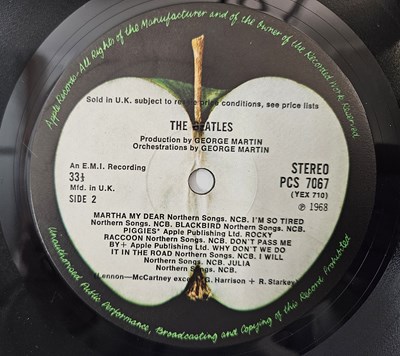 Apple Records · All Rights of the Manufacturer and of the owner of the Recorded work Reserved
Sold in U.K. subject to resale price conditions, see price lists
THE BEATLES
Production by GEORGE MARTIN
Orchestrations by GEORGE MARTIN
An E.M.I. Recording
33⅓
Mfd. in U.K.
SIDE 2
STEREO
PCS 7067
(YEX 710)
℗ 1968
MARTHA MY DEAR Northern Songs. NCB. I'M SO TIRED
Northern Songs. NCB. BLACKBIRD Northern Songs. NCB.
PIGGIES* Apple Publishing Ltd. ROCKY
RACCOON Northern Songs. NCB. DON'T PASS ME
BY+ Apple Publishing Ltd. WHY DON'T WE DO
IT IN THE ROAD Northern Songs. NCB. I WILL
Northern Songs. NCB. JULIA
Northern Songs. NCB.
(Lennon—McCartney except G. Harrison + R. Starkey
Unauthorized Public Performance, Broadcasting and Copying of this Record Prohibited